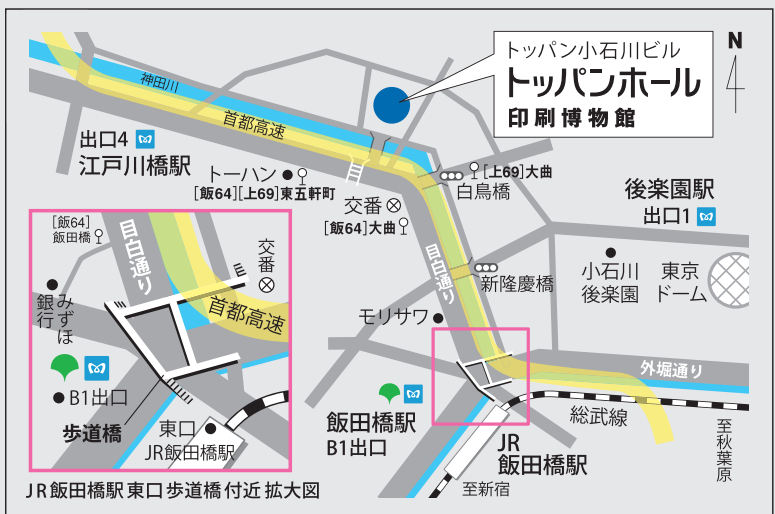 トッパン小石川ビル
トッパンホール
印刷博物館
N
神田川
首都高速
出口4
江戸川橋駅
トーハン
[飯64][上69]東五軒町
交番
[飯64]大曲
[上69]大曲
白鳥橋
後楽園駅
出口1
目白通り
新隆慶橋
小石川
後楽園
東京
ドーム
モリサワ
外堀通り
飯田橋駅
B1出口
JR
飯田橋駅
総武線
至秋葉原
至新宿
[飯64]
飯田橋
目白通り
交番
首都高速
みずほ
銀行
B1出口
歩道橋
東口
JR飯田橋駅
JR飯田橋駅東口歩道橋付近 拡大図